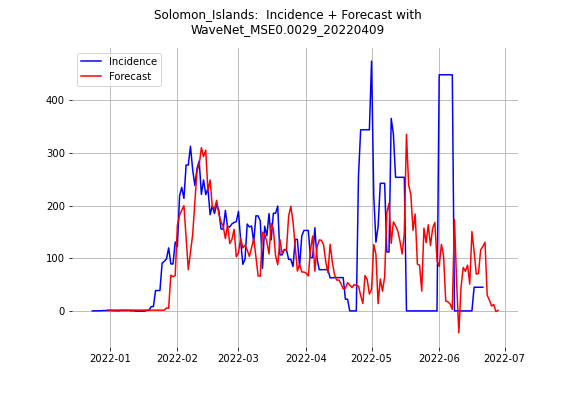 Solomon_Islands:  Incidence + Forecast with
WaveNet_MSE0.0029_20220409
Incidence
Forecast
400
300
200
100
0
2022-01 2022-02 2022-03 2022-04 2022-05 2022-06 2022-07